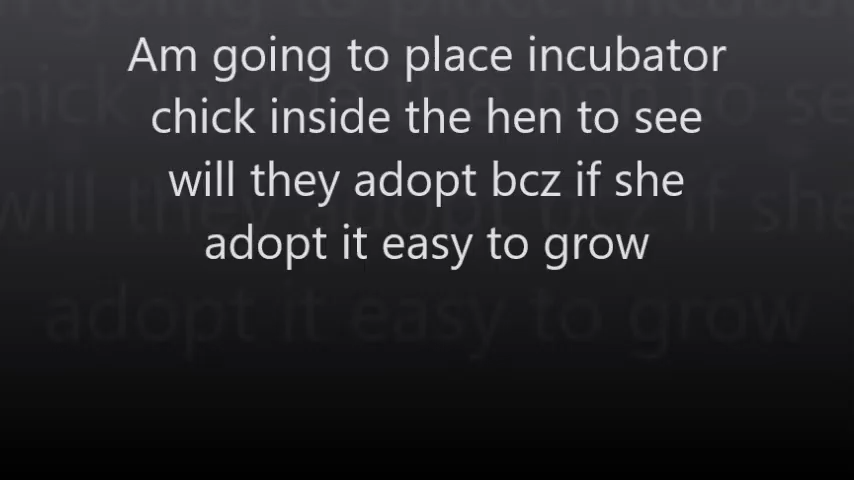 Am going to place incubator
chick inside the hen to see
will they adopt bcz if she
adopt it easy to grow